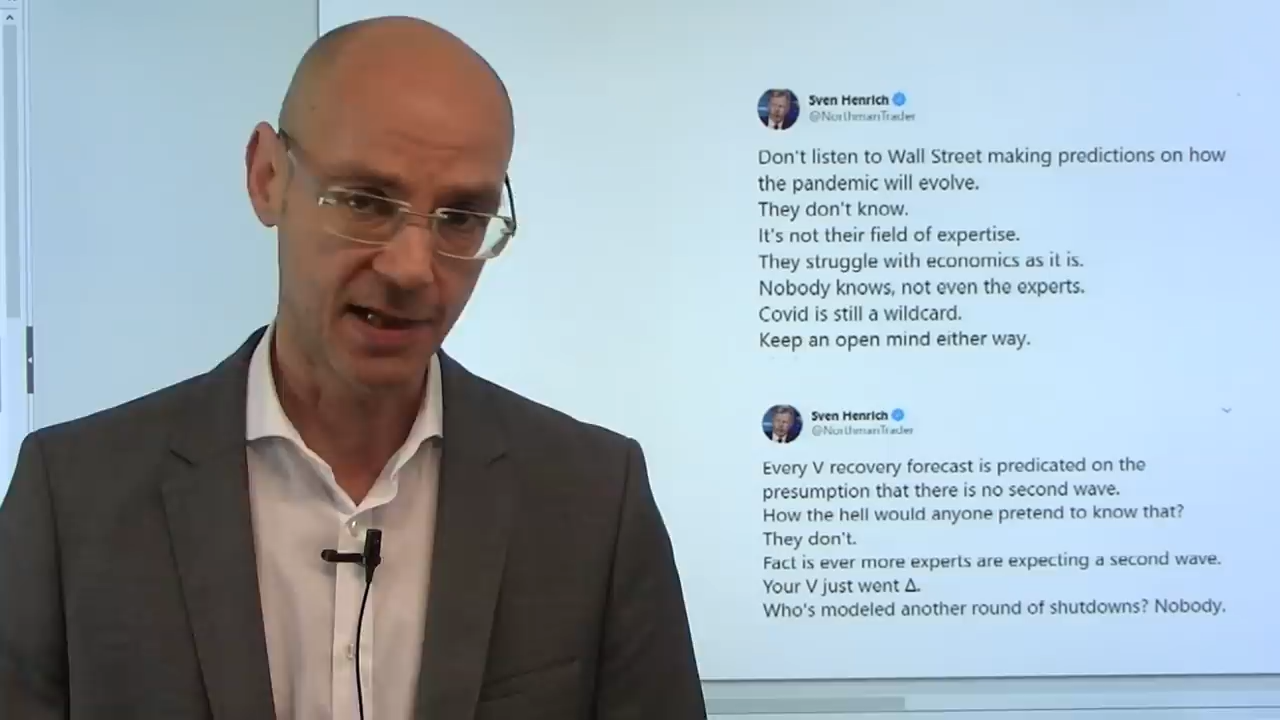 Sven Henrich
@NorthmanTrader
Don't listen to Wall Street making predictions on how
the pandemic will evolve.
They don't know.
It's not their field of expertise.
They struggle with economics as it is.
Nobody knows, not even the experts.
Covid is still a wildcard.
Keep an open mind either way.
Sven Henrich
@NorthmanTrader
Every V recovery forecast is predicated on the
presumption that there is no second wave.
How the hell would anyone pretend to know that?
They don't.
Fact is ever more experts are expecting a second wave.
Your V just went Δ.
Who's modeled another round of shutdowns? Nobody.